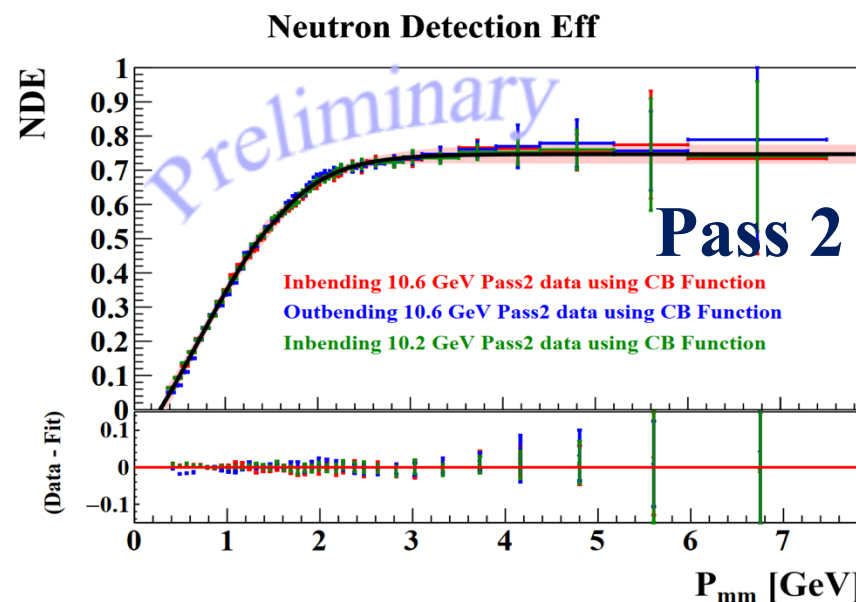 Neutron Detection Eff
NDE
1
0.9
0.8
0.7
0.6
0.5
0.4
0.3
0.2
0.1
0
Preliminary
Pass 2
Inbending 10.6 GeV Pass2 data using CB Function
Outbending 10.6 GeV Pass2 data using CB Function
Inbending 10.2 GeV Pass2 data using CB Function
(Data - Fit)
0.1
0
−0.1
0 1 2 3 4 5 6 7
Pmm [GeV]